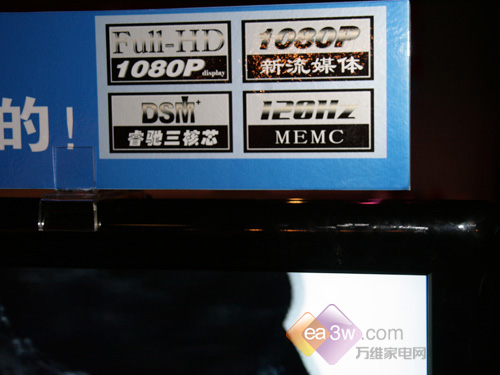 Full-HD
1080P display
1080P
新流媒体
的！
DSM+
睿驰三核芯
120Hz
MEMC
ea3w.com
万维家电网